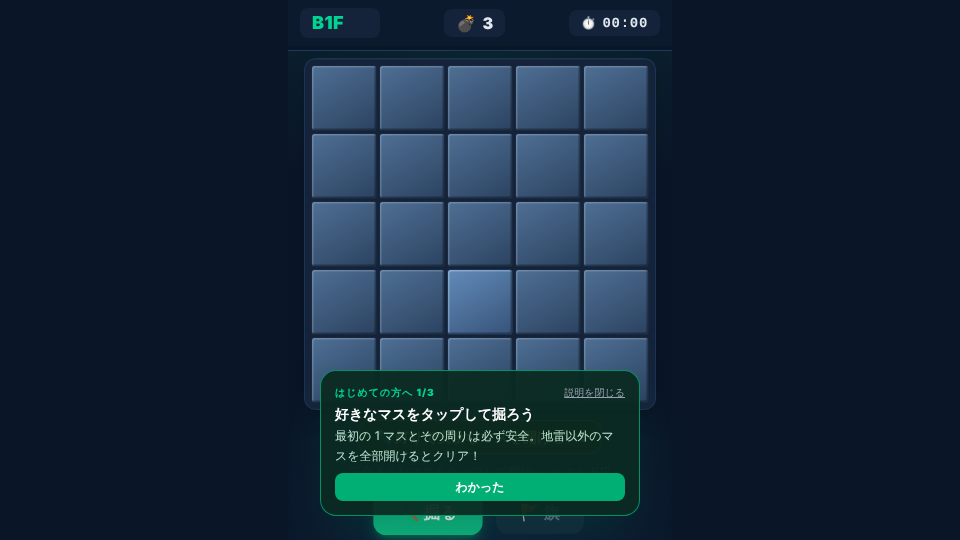 B1F
3
00:00
はじめての方へ 1/3
説明を閉じる
好きなマスをタップして掘ろう
最初の 1 マスとその周りは必ず安全。地雷以外のマ
スを全部開けるとクリア！
わかった
掘る
旗